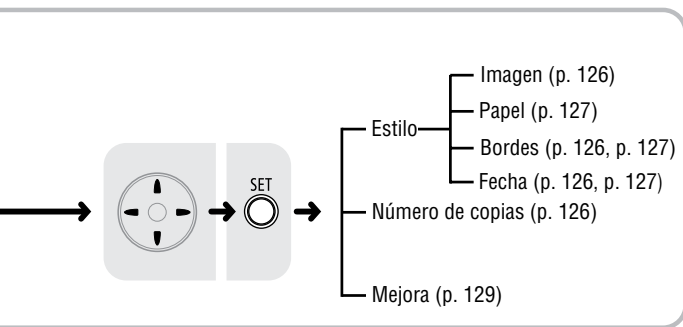 Imagen (p. 126)
Papel (p. 127)
Estilo
Bordes (p. 126, p. 127)
Fecha (p. 126, p. 127)
SET
Número de copias (p. 126)
Mejora (p. 129)